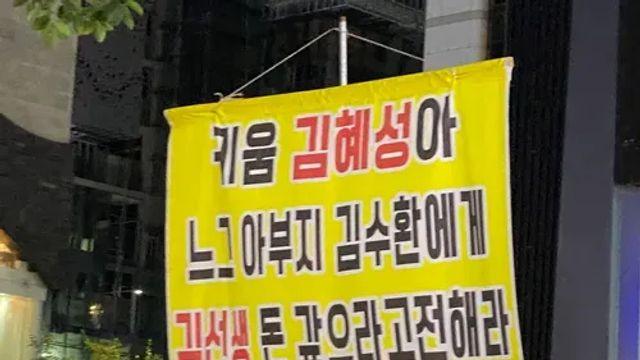 키움 김혜성아
느그아부지 김수환에게
김선생 돈 갚으라고전해라